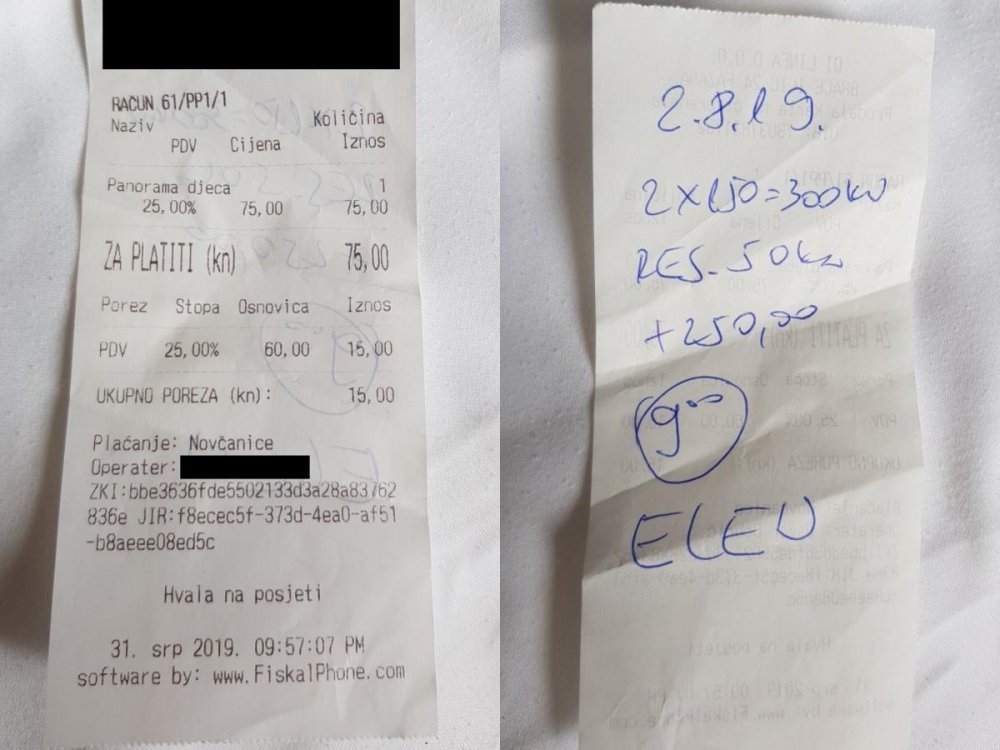 RAČUN 61/PP1/1
Naziv Količina
PDV Cijena Iznos
Panorama djeca 1
25,00% 75,00 75,00
ZA PLATITI (kn) 75,00
Porez Stopa Osnovica Iznos
PDV 25,00% 60,00 15,00
UKUPNO POREZA (kn): 15,00
Plaćanje: Novčanice
Operater:
ZKI:bbe3636fde5502133d3a28a83762
836e JIR:f8ecec5f-373d-4ea0-af51
-b8aeee08ed5c
Hvala na posjeti
31. srp 2019. 09:57:07 PM
software by: www.FiskalPhone.com
2.8.19.
2x150=300kn
RES. 50kn
+250,00
900
ELEN